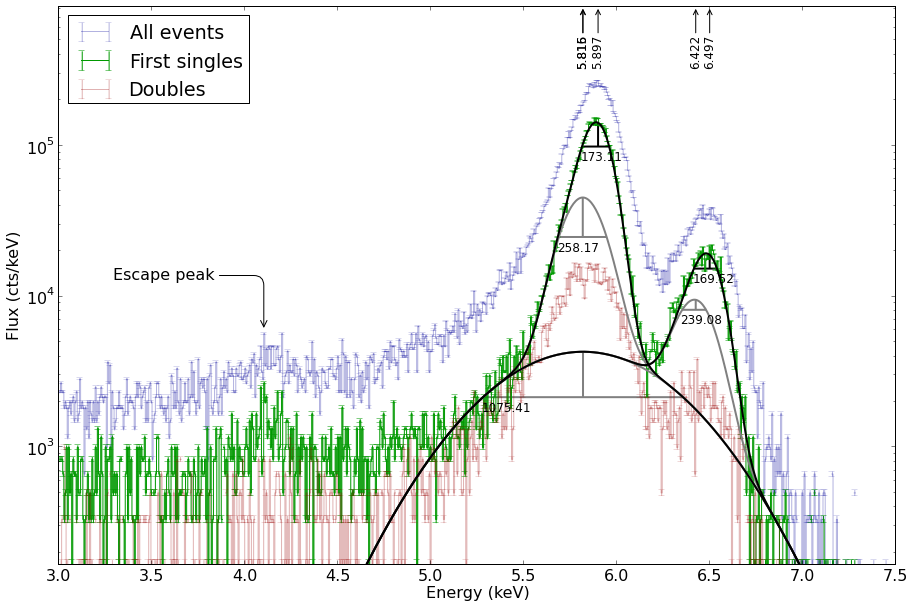 All events
First singles
Doubles
5.897
6.422
6.497
173.11
258.17
169.52
239.08
1075.41
Escape peak
Flux (cts/keV)
10^5
10^4
10^3
3.0 3.5 4.0 4.5 5.0 5.5 6.0 6.5 7.0 7.5
Energy (keV)